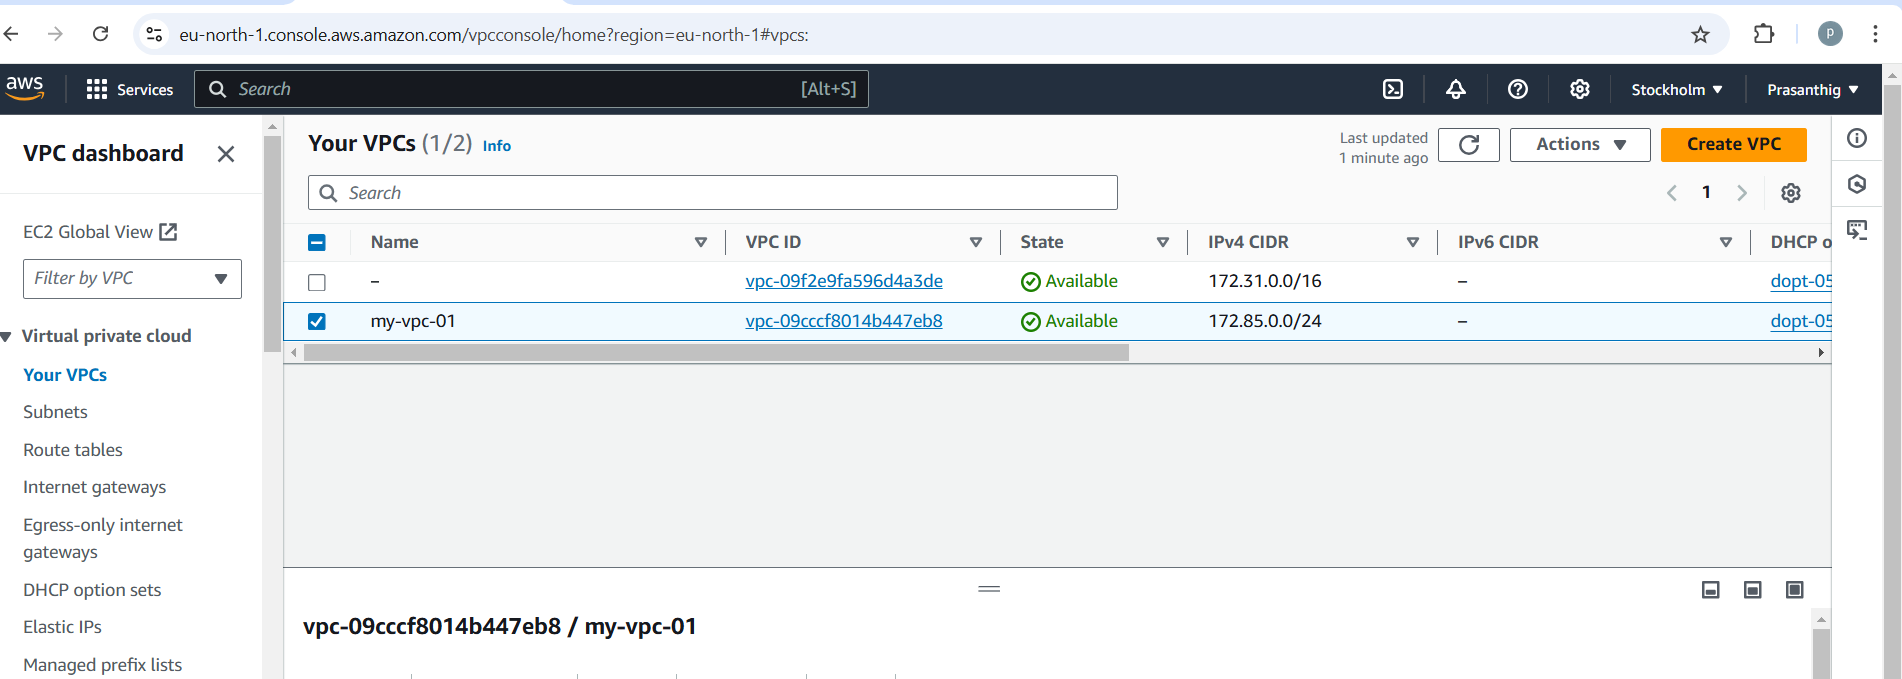 eu-north-1.console.aws.amazon.com/vpcconsole/home?region=eu-north-1#vpcs:
P
aws
Services
Search
[Alt+S]
Stockholm
Prasanthig
VPC dashboard
EC2 Global View
Filter by VPC
Virtual private cloud
Your VPCs
Subnets
Route tables
Internet gateways
Egress-only internet
gateways
DHCP option sets
Elastic IPs
Managed prefix lists
Your VPCs (1/2) Info
Last updated
1 minute ago
Actions
Create VPC
Search
1
Name VPC ID State IPv4 CIDR IPv6 CIDR DHCP o
– vpc-09f2e9fa596d4a3de Available 172.31.0.0/16 – dopt-05
my-vpc-01 vpc-09cccf8014b447eb8 Available 172.85.0.0/24 – dopt-05
vpc-09cccf8014b447eb8 / my-vpc-01